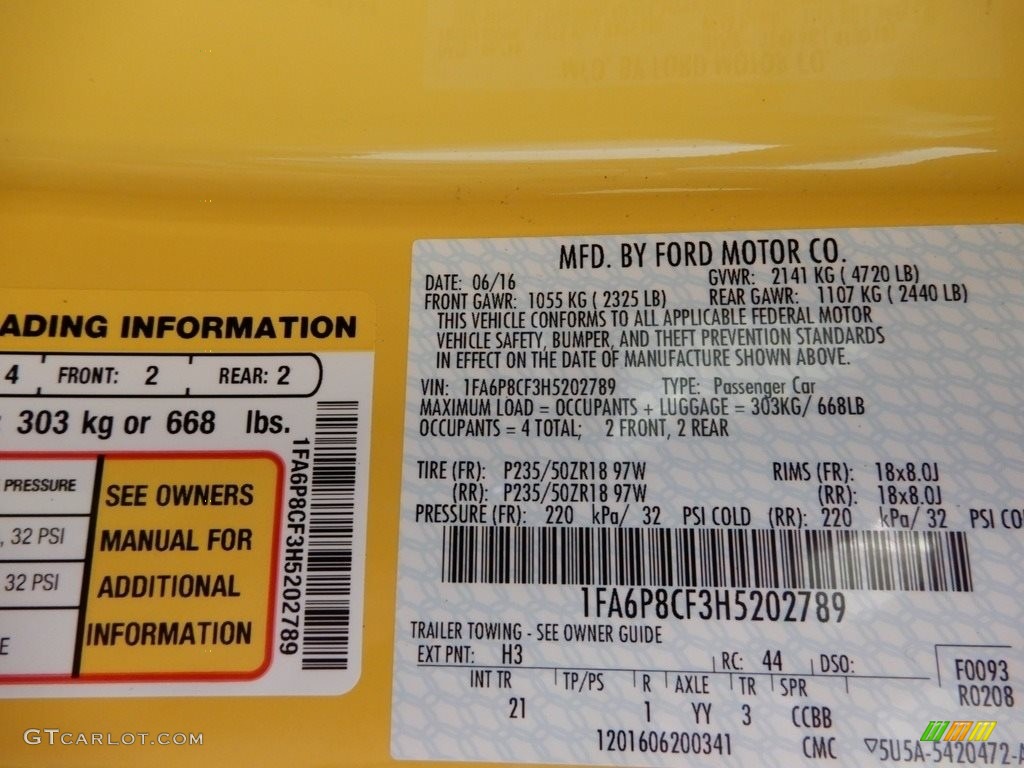 ADING INFORMATION
4 FRONT: 2 REAR: 2
303 kg or 668 lbs.
PRESSURE
, 32 PSI
32 PSI
E
SEE OWNERS
MANUAL FOR
ADDITIONAL
INFORMATION
1FA6P8CF3H5202789
MFD. BY FORD MOTOR CO.
DATE: 06/16 GVWR: 2141 KG ( 4720 LB)
FRONT GAWR: 1055 KG ( 2325 LB) REAR GAWR: 1107 KG ( 2440 LB)
THIS VEHICLE CONFORMS TO ALL APPLICABLE FEDERAL MOTOR
VEHICLE SAFETY, BUMPER, AND THEFT PREVENTION STANDARDS
IN EFFECT ON THE DATE OF MANUFACTURE SHOWN ABOVE.
VIN: 1FA6P8CF3H5202789 TYPE: Passenger Car
MAXIMUM LOAD = OCCUPANTS + LUGGAGE = 303KG/ 668LB
OCCUPANTS = 4 TOTAL; 2 FRONT, 2 REAR
TIRE (FR): P235/50ZR18 97W RIMS (FR): 18x8.0J
(RR): P235/50ZR18 97W (RR): 18x8.0J
PRESSURE (FR): 220 kPa/ 32 PSI COLD (RR): 220 kPa/ 32 PSI CO
1FA6P8CF3H5202789
TRAILER TOWING - SEE OWNER GUIDE
EXT PNT: H3 RC: 44 DSO: F0093
R0208
INT TR TP/PS R AXLE TR SPR
21 1 YY 3 CCBB
1201606200341 CMC ▽5U5A-5420472-A
GTCARLOT.COM